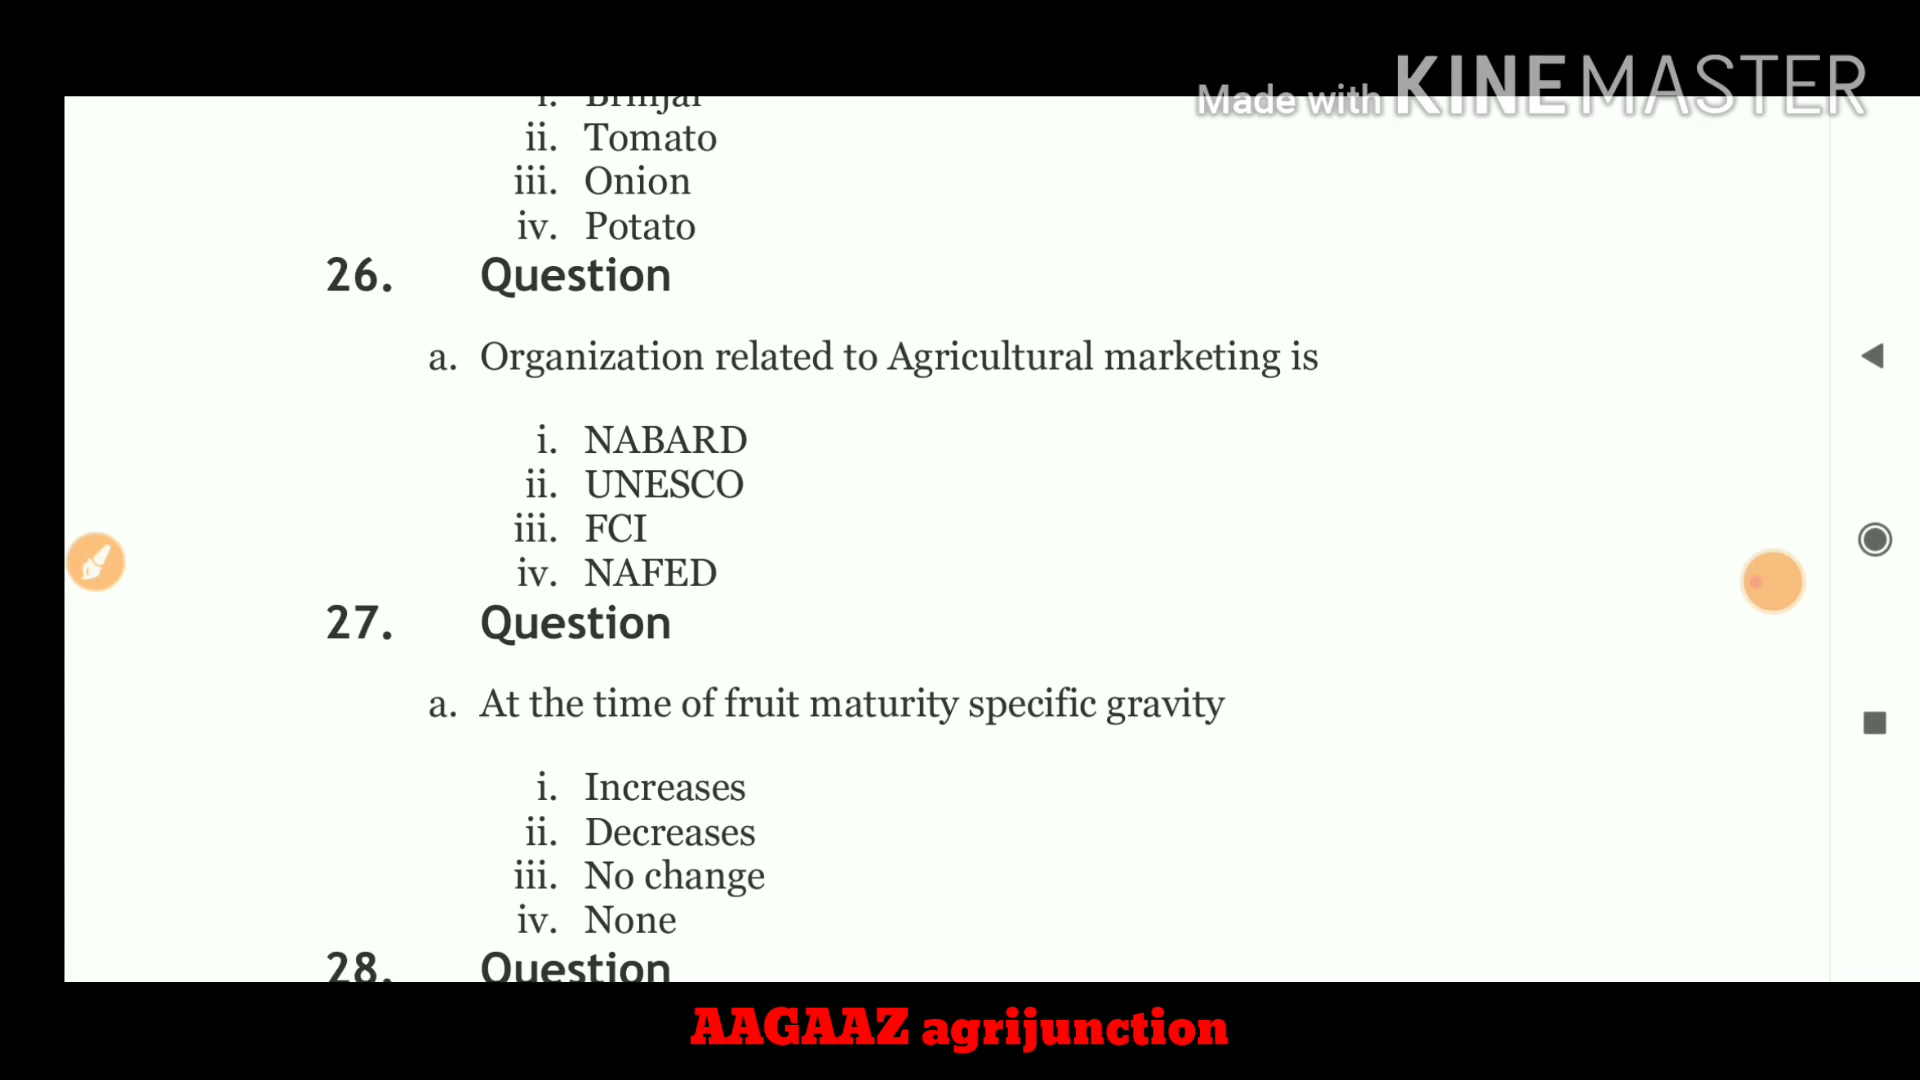 Made with KINEMASTER
i. Brinjal
ii. Tomato
iii. Onion
iv. Potato
26. Question
a. Organization related to Agricultural marketing is
i. NABARD
ii. UNESCO
iii. FCI
iv. NAFED
27. Question
a. At the time of fruit maturity specific gravity
i. Increases
ii. Decreases
iii. No change
iv. None
28. Question
AAGAAZ agrijunction